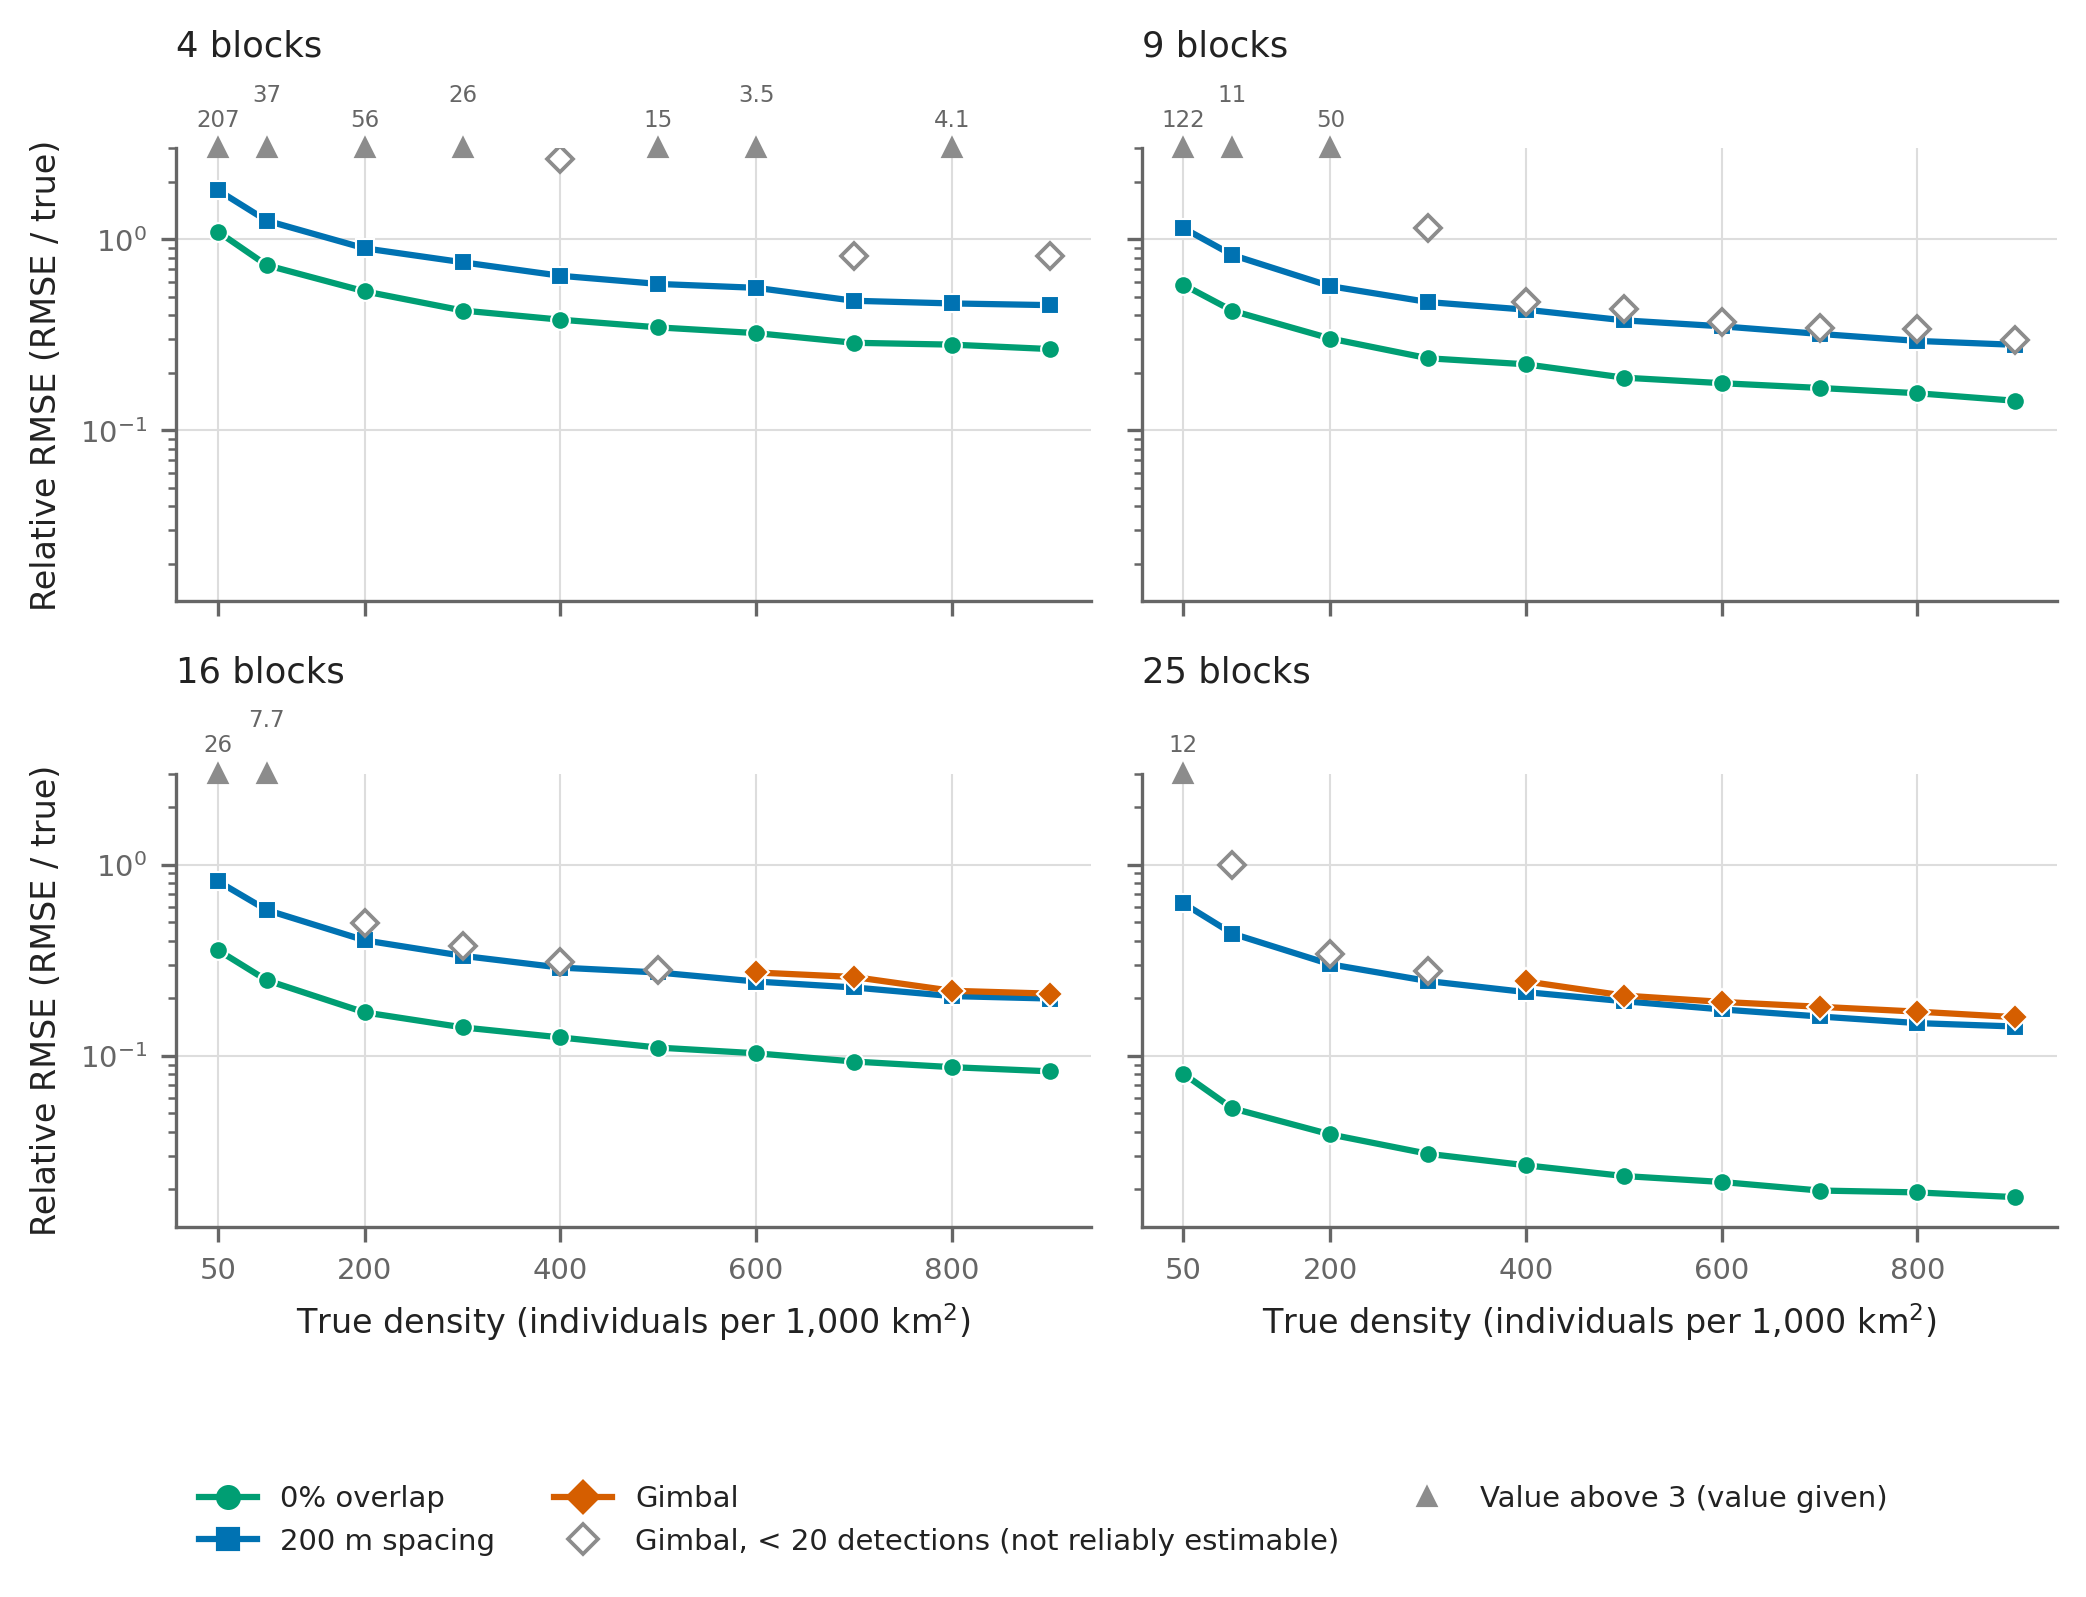 4 blocks
9 blocks
37
26
3.5
11
207
56
15
4.1
122
50
Relative RMSE (RMSE / true)
10⁰
10⁻¹
16 blocks
25 blocks
7.7
26
12
Relative RMSE (RMSE / true)
10⁰
10⁻¹
50 200 400 600 800
50 200 400 600 800
True density (individuals per 1,000 km²)
True density (individuals per 1,000 km²)
0% overlap
200 m spacing
Gimbal
Gimbal, < 20 detections (not reliably estimable)
Value above 3 (value given)